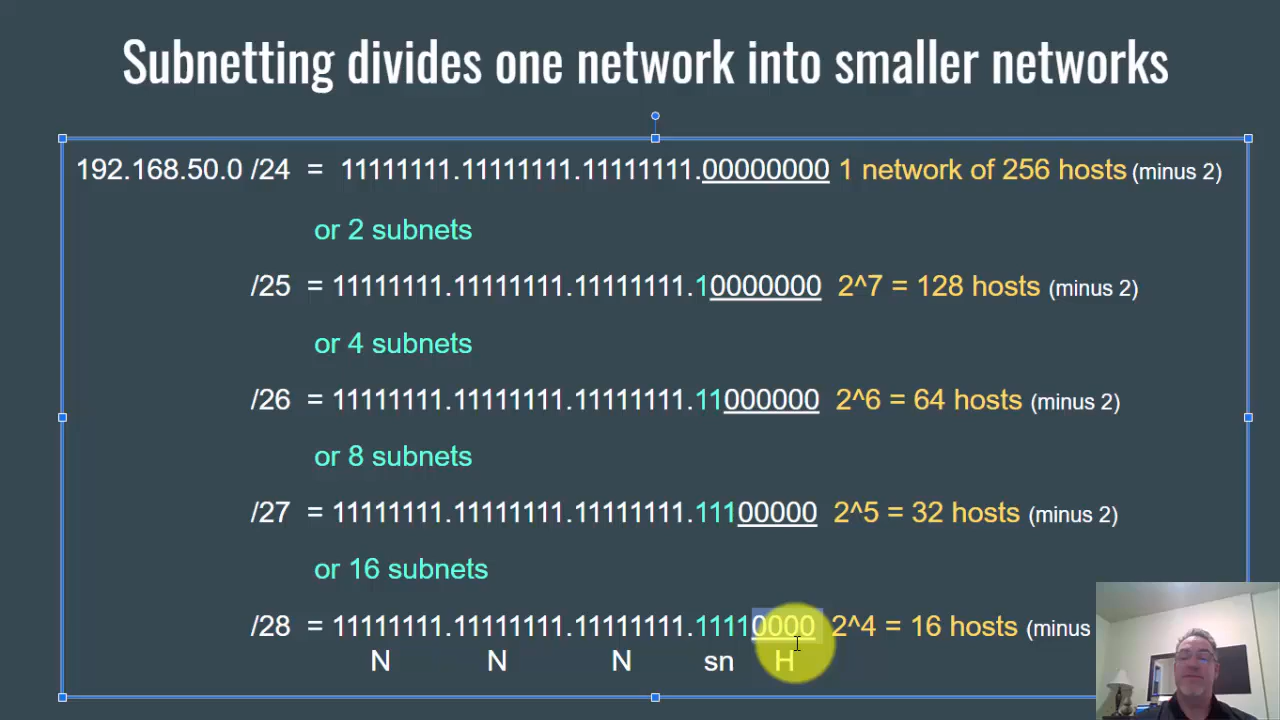 Subnetting divides one network into smaller networks
192.168.50.0 /24 = 11111111.11111111.11111111.00000000 1 network of 256 hosts (minus 2)
or 2 subnets
/25 = 11111111.11111111.11111111.10000000 2^7 = 128 hosts (minus 2)
or 4 subnets
/26 = 11111111.11111111.11111111.11000000 2^6 = 64 hosts (minus 2)
or 8 subnets
/27 = 11111111.11111111.11111111.11100000 2^5 = 32 hosts (minus 2)
or 16 subnets
/28 = 11111111.11111111.11111111.11110000 2^4 = 16 hosts (minus
N N N sn H